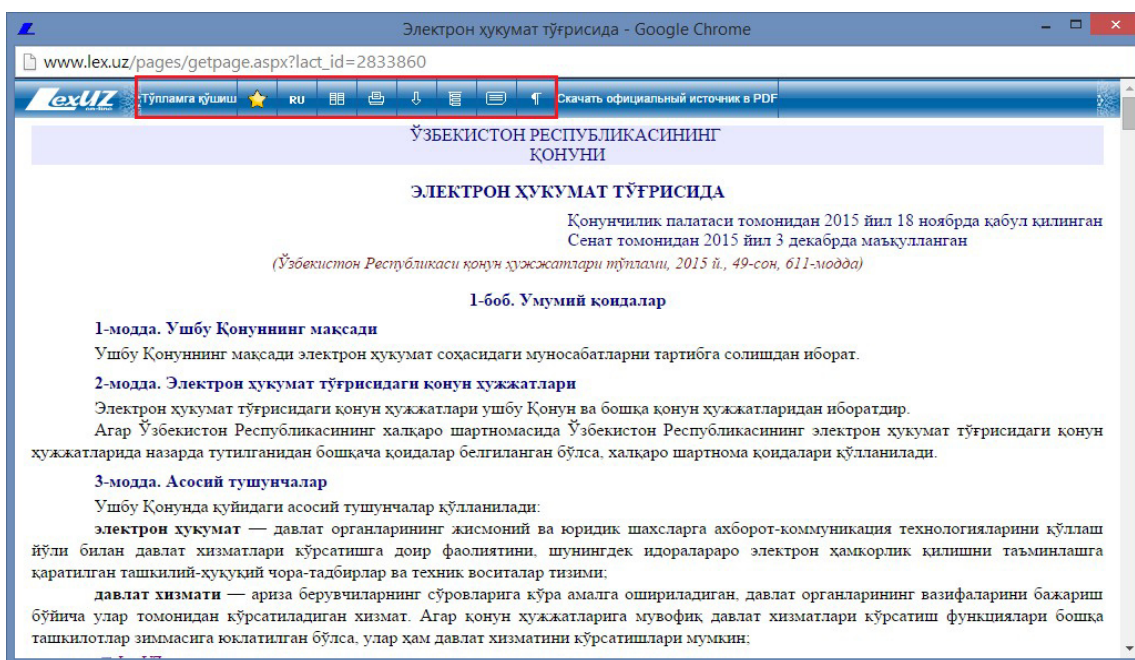 Электрон ҳукумат тўғрисида - Google Chrome
www.lex.uz/pages/getpage.aspx?lact_id=2833860
LexUZ on-line Тўпламга қўшиш RU ¶ Скачать официальный источник в PDF
ЎЗБЕКИСТОН РЕСПУБЛИКАСИНИНГ
ҚОНУНИ
ЭЛЕКТРОН ҲУКУМАТ ТЎҒРИСИДА
Қонунчилик палатаси томонидан 2015 йил 18 ноябрда қабул қилинган
Сенат томонидан 2015 йил 3 декабрда маъқулланган
(Ўзбекистон Республикаси қонун ҳужжатлари тўплами, 2015 й., 49-сон, 611-модда)
1-боб. Умумий қоидалар
1-модда. Ушбу Қонуннинг мақсади
Ушбу Қонуннинг мақсади электрон ҳукумат соҳасидаги муносабатларни тартибга солишдан иборат.
2-модда. Электрон ҳукумат тўғрисидаги қонун ҳужжатлари
Электрон ҳукумат тўғрисидаги қонун ҳужжатлари ушбу Қонун ва бошқа қонун ҳужжатларидан иборатдир.
Агар Ўзбекистон Республикасининг халқаро шартномасида Ўзбекистон Республикасининг электрон ҳукумат тўғрисидаги қонун
ҳужжатларида назарда тутилганидан бошқача қоидалар белгиланган бўлса, халқаро шартнома қоидалари қўлланилади.
3-модда. Асосий тушунчалар
Ушбу Қонунда қуйидаги асосий тушунчалар қўлланилади:
электрон ҳукумат — давлат органларининг жисмоний ва юридик шахсларга ахборот-коммуникация технологияларини қўллаш
йўли билан давлат хизматлари кўрсатишга доир фаолиятини, шунингдек идоралараро электрон ҳамкорлик қилишни таъминлашга
қаратилган ташкилий-ҳуқуқий чора-тадбирлар ва техник воситалар тизими;
давлат хизмати — ариза берувчиларнинг сўровларига кўра амалга ошириладиган, давлат органларининг вазифаларини бажариш
бўйича улар томонидан кўрсатиладиган хизмат. Агар қонун ҳужжатларига мувофиқ давлат хизматлари кўрсатиш функциялари бошқа
ташкилотлар зиммасига юклатилган бўлса, улар ҳам давлат хизматини кўрсатишлари мумкин;